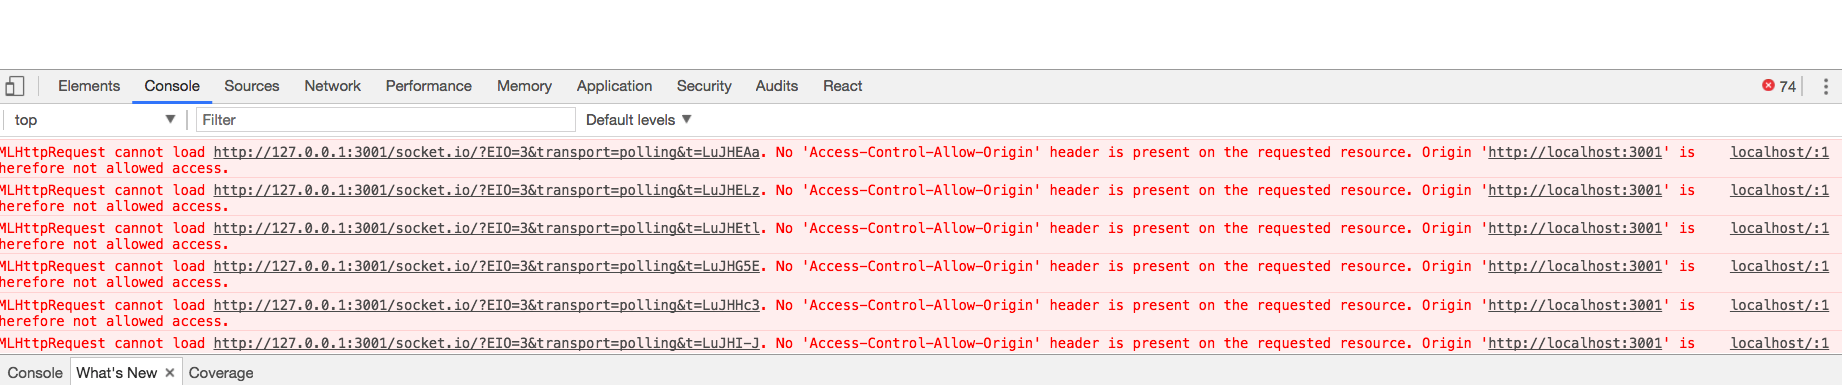 Elements Console Sources Network Performance Memory Application Security Audits React 74
top Filter Default levels
MLHttpRequest cannot load http://127.0.0.1:3001/socket.io/?EIO=3&transport=polling&t=LuJHEAa. No 'Access-Control-Allow-Origin' header is present on the requested resource. Origin 'http://localhost:3001' is localhost/:1
herefore not allowed access.
MLHttpRequest cannot load http://127.0.0.1:3001/socket.io/?EIO=3&transport=polling&t=LuJHELz. No 'Access-Control-Allow-Origin' header is present on the requested resource. Origin 'http://localhost:3001' is localhost/:1
herefore not allowed access.
MLHttpRequest cannot load http://127.0.0.1:3001/socket.io/?EIO=3&transport=polling&t=LuJHEtl. No 'Access-Control-Allow-Origin' header is present on the requested resource. Origin 'http://localhost:3001' is localhost/:1
herefore not allowed access.
MLHttpRequest cannot load http://127.0.0.1:3001/socket.io/?EIO=3&transport=polling&t=LuJHG5E. No 'Access-Control-Allow-Origin' header is present on the requested resource. Origin 'http://localhost:3001' is localhost/:1
herefore not allowed access.
MLHttpRequest cannot load http://127.0.0.1:3001/socket.io/?EIO=3&transport=polling&t=LuJHHc3. No 'Access-Control-Allow-Origin' header is present on the requested resource. Origin 'http://localhost:3001' is localhost/:1
herefore not allowed access.
MLHttpRequest cannot load http://127.0.0.1:3001/socket.io/?EIO=3&transport=polling&t=LuJHI-J. No 'Access-Control-Allow-Origin' header is present on the requested resource. Origin 'http://localhost:3001' is localhost/:1
Console What's New × Coverage